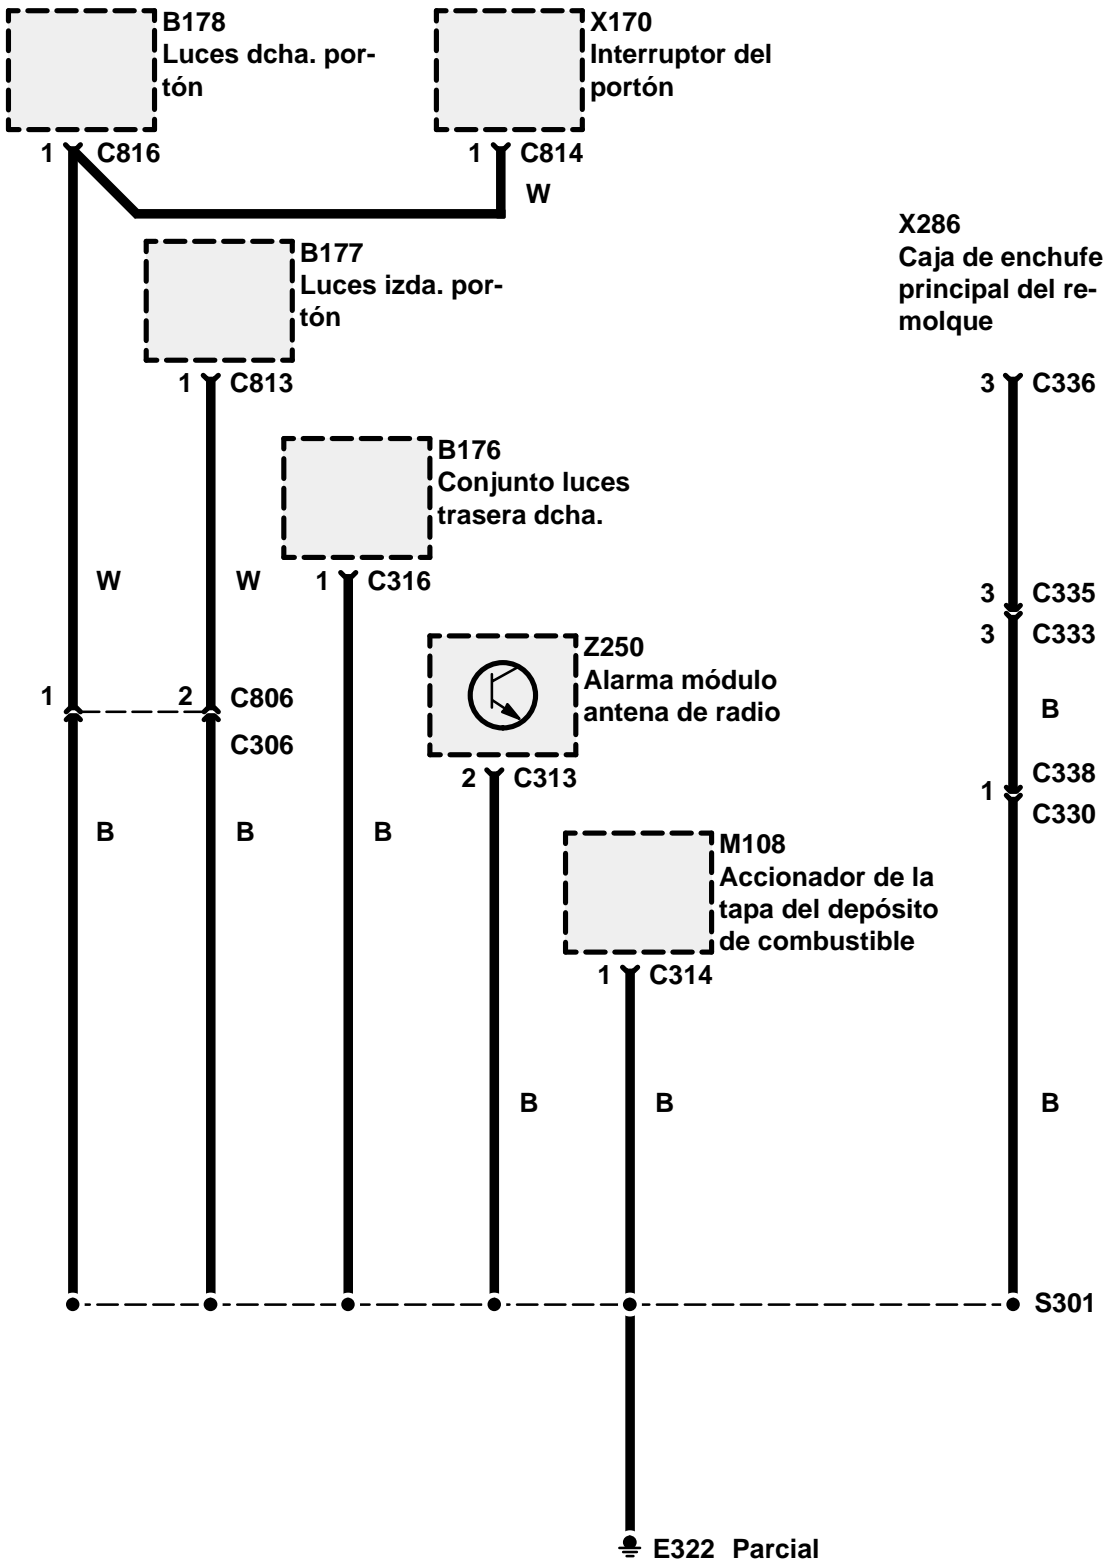 B178
Luces dcha. por-
tón
1 C816
X170
Interruptor del
portón
1 C814
W
X286
Caja de enchufe
principal del re-
molque
B177
Luces izda. por-
tón
1 C813
3 C336
B176
Conjunto luces
trasera dcha.
1 C316
W
W
3 C335
3 C333
Z250
Alarma módulo
antena de radio
1
2 C806
C306
B
2 C313
C338
1
C330
B
B
B
M108
Accionador de la
tapa del depósito
de combustible
1 C314
B
B
B
S301
E322 Parcial